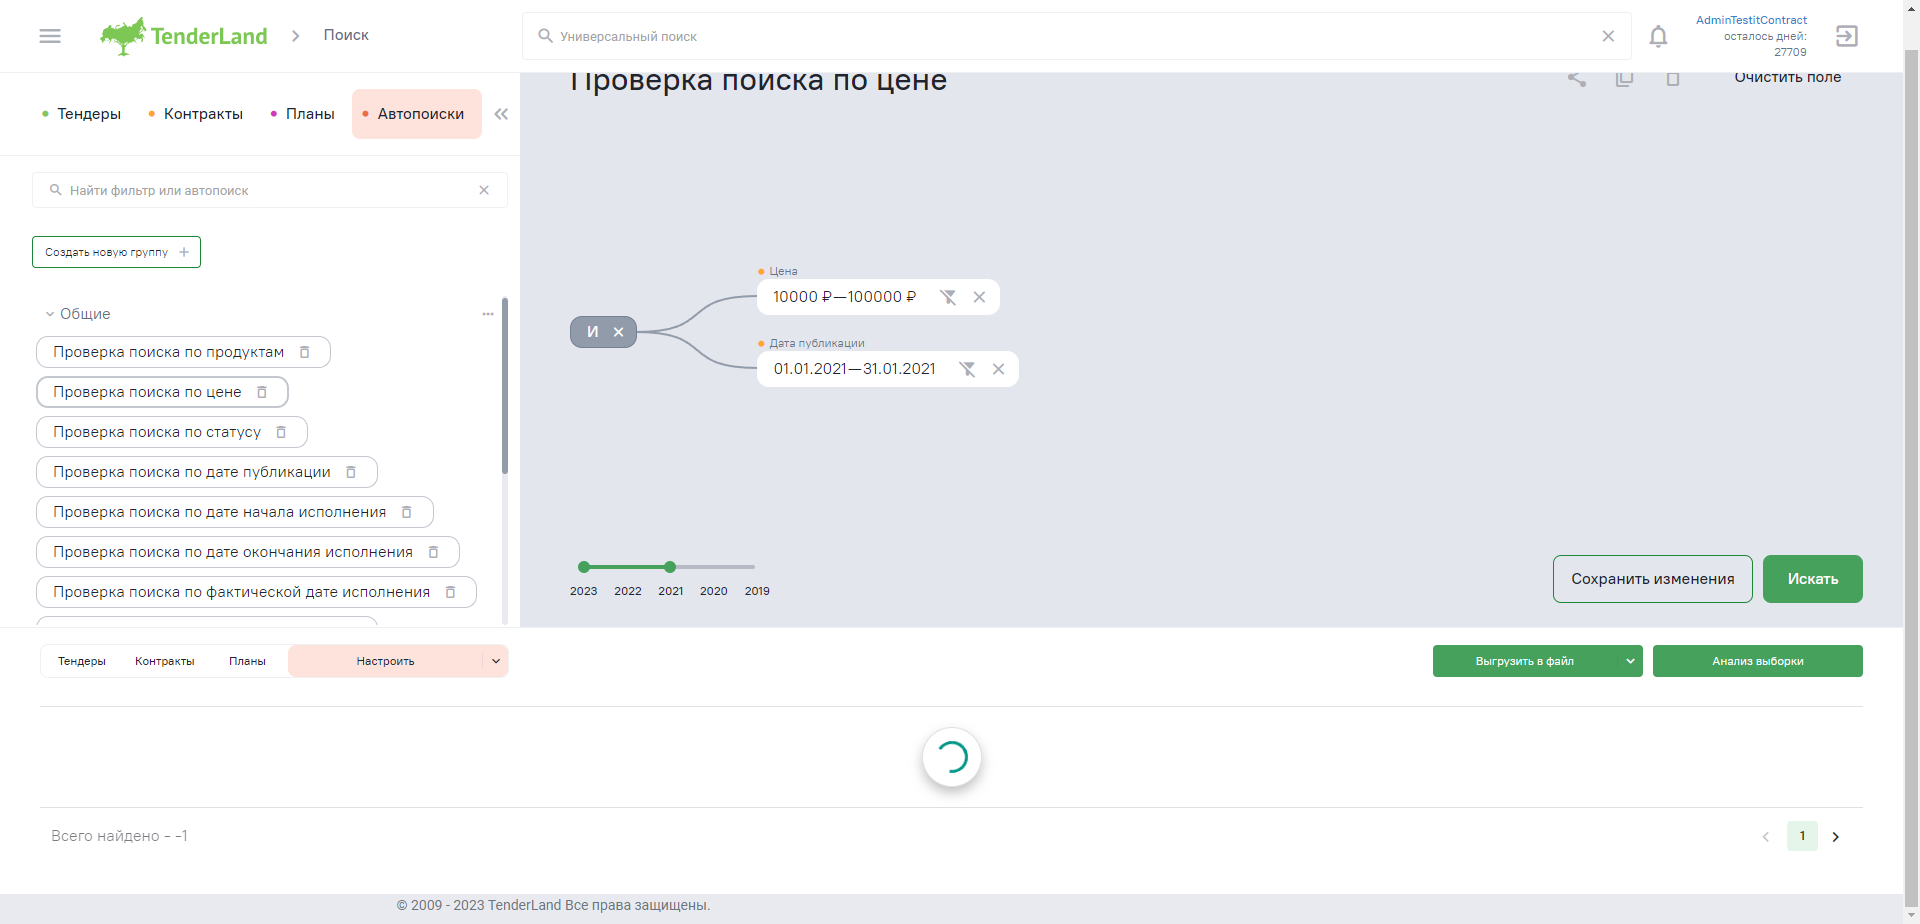 TenderLand
Поиск
Универсальный поиск
AdminTestitContract
осталось дней:
27709
Тендеры
Контракты
Планы
Автопоиски
Проверка поиска по цене
Очистить поле
Найти фильтр или автопоиск
Создать новую группу
Общие
Проверка поиска по продуктам
Проверка поиска по цене
Проверка поиска по статусу
Проверка поиска по дате публикации
Проверка поиска по дате начала исполнения
Проверка поиска по дате окончания исполнения
Проверка поиска по фактической дате исполнения
Цена
10000 ₽—100000 ₽
И
Дата публикации
01.01.2021—31.01.2021
2023 2022 2021 2020 2019
Сохранить изменения
Искать
Тендеры
Контракты
Планы
Настроить
Выгрузить в файл
Анализ выборки
Всего найдено - -1
1
© 2009 - 2023 TenderLand Все права защищены.